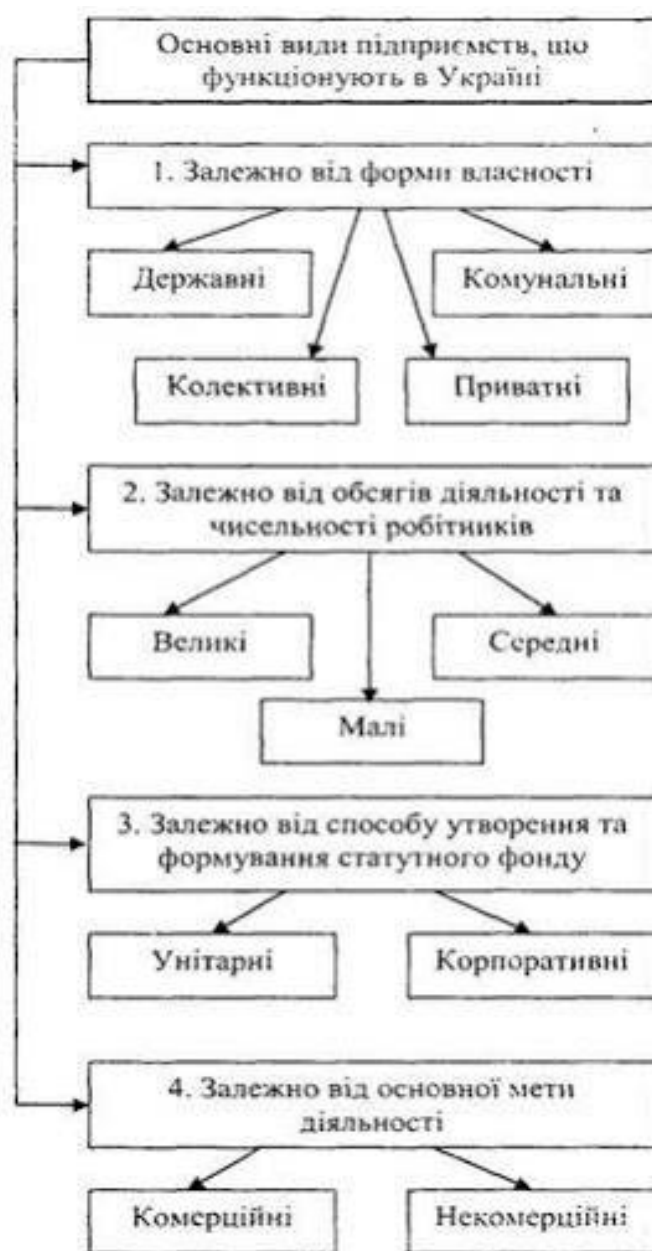 Основні види підприємств, що
функціонують в Україні
1. Залежно від форми власності
Державні
Комунальні
Колективні
Приватні
2. Залежно від обсягів діяльності та
чисельності робітників
Великі
Середні
Малі
3. Залежно від способу утворення та
формування статутного фонду
Унітарні
Корпоративні
4. Залежно від основної мети
діяльності
Комерційні
Некомерційні